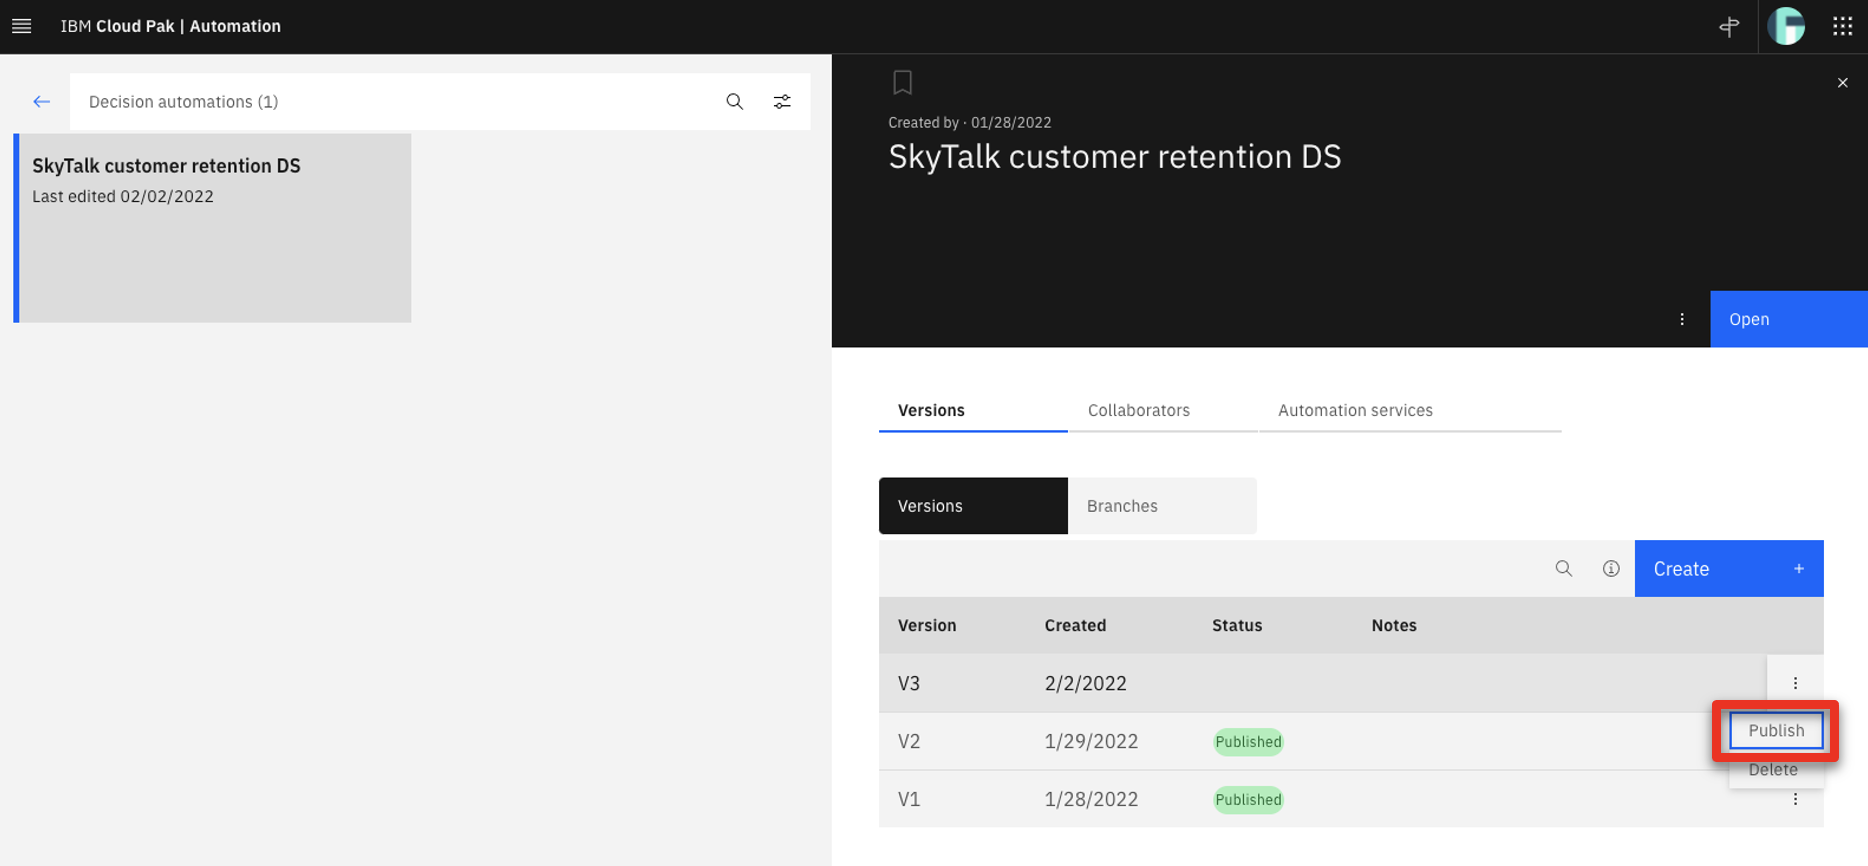 IBM Cloud Pak | Automation
Decision automations (1)
SkyTalk customer retention DS
Last edited 02/02/2022
Created by · 01/28/2022
SkyTalk customer retention DS
Open
Versions Collaborators Automation services
Versions Branches
Create +
Version Created Status Notes
V3 2/2/2022
Publish
V2 1/29/2022 Published
Delete
V1 1/28/2022 Published